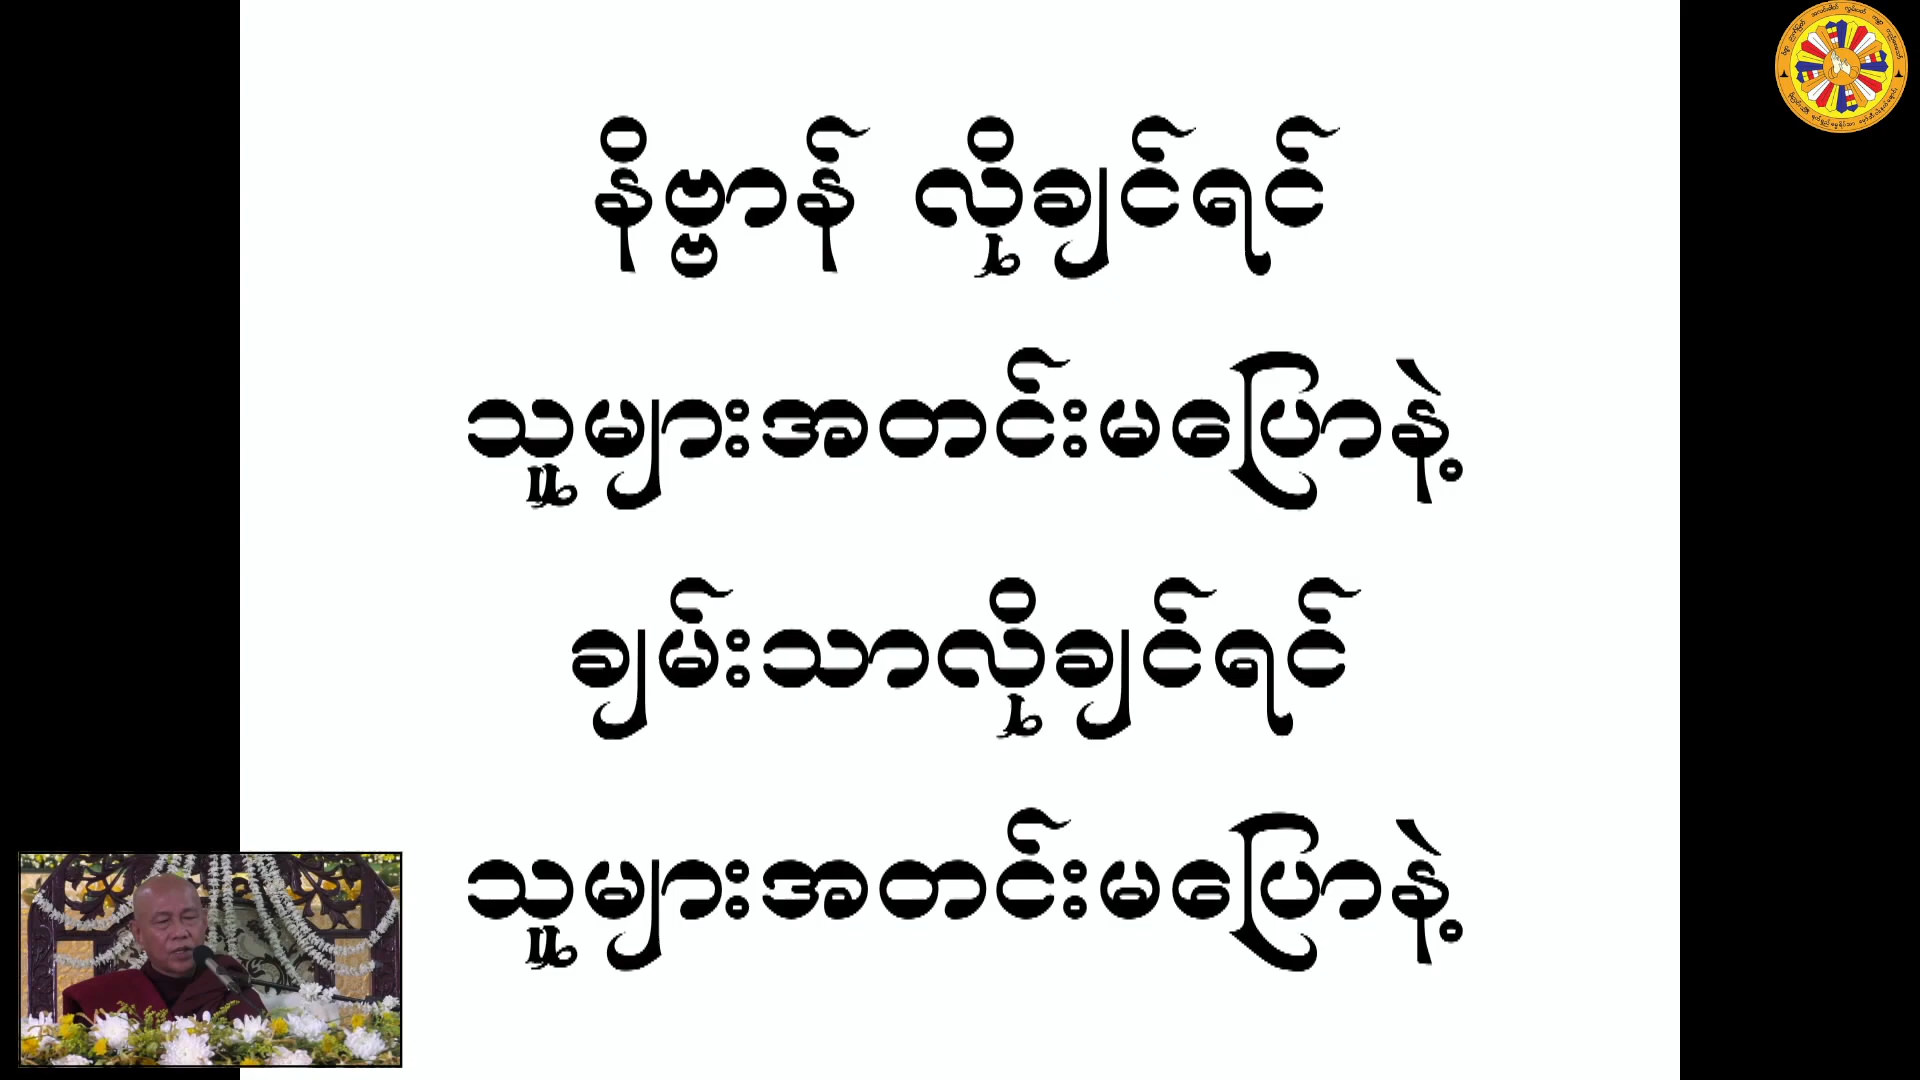 နိဗ္ဗာန် လိုချင်ရင်
သူများအတင်းမပြောနဲ့
ချမ်းသာလိုချင်ရင်
သူများအတင်းမပြောနဲ့